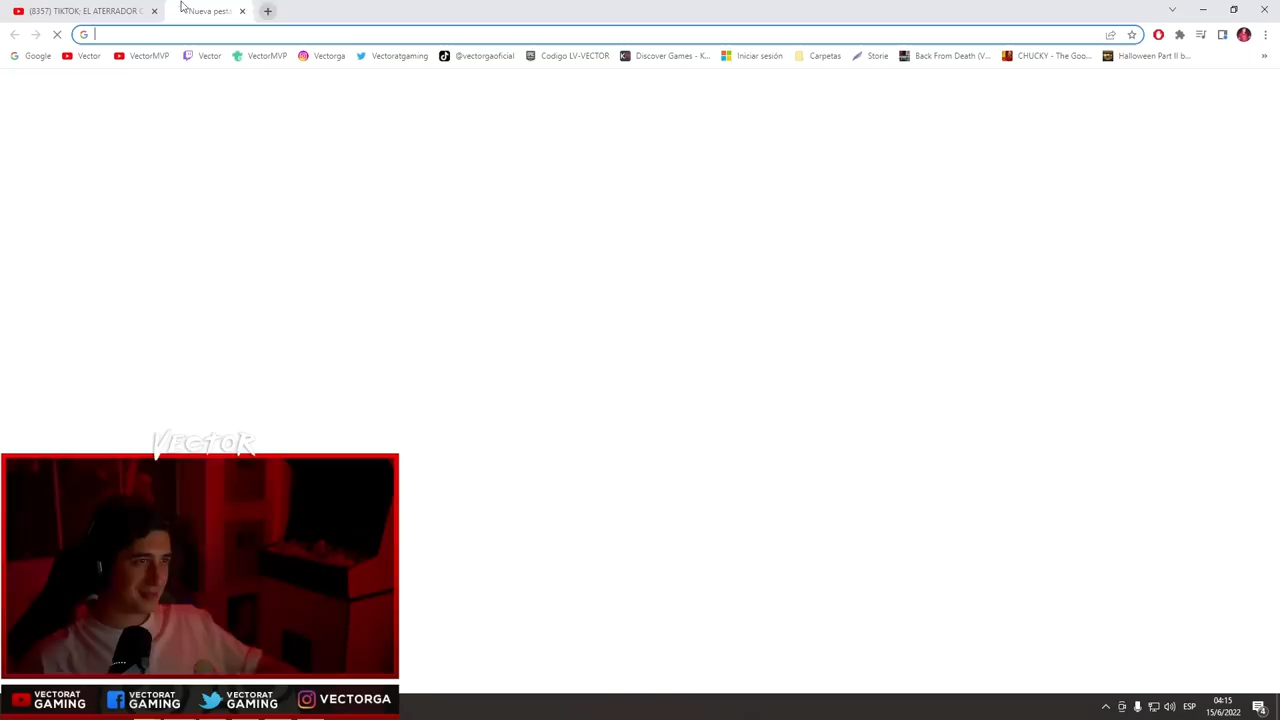 (8357) TIKTOK; EL ATERRADOR C
Nueva pesta
Google
Vector
VectorMVP
Vector
VectorMVP
Vectorga
Vectoratgaming
@vectorgaoficial
Codigo LV-VECTOR
Discover Games - K...
Iniciar sesión
Carpetas
Storie
Back From Death (V...
CHUCKY - The Goo...
Halloween Part II b...
»
VECTOR
VECTORAT GAMING
VECTORAT GAMING
VECTORAT GAMING
VECTORGA
ESP
04:15
15/6/2022
4